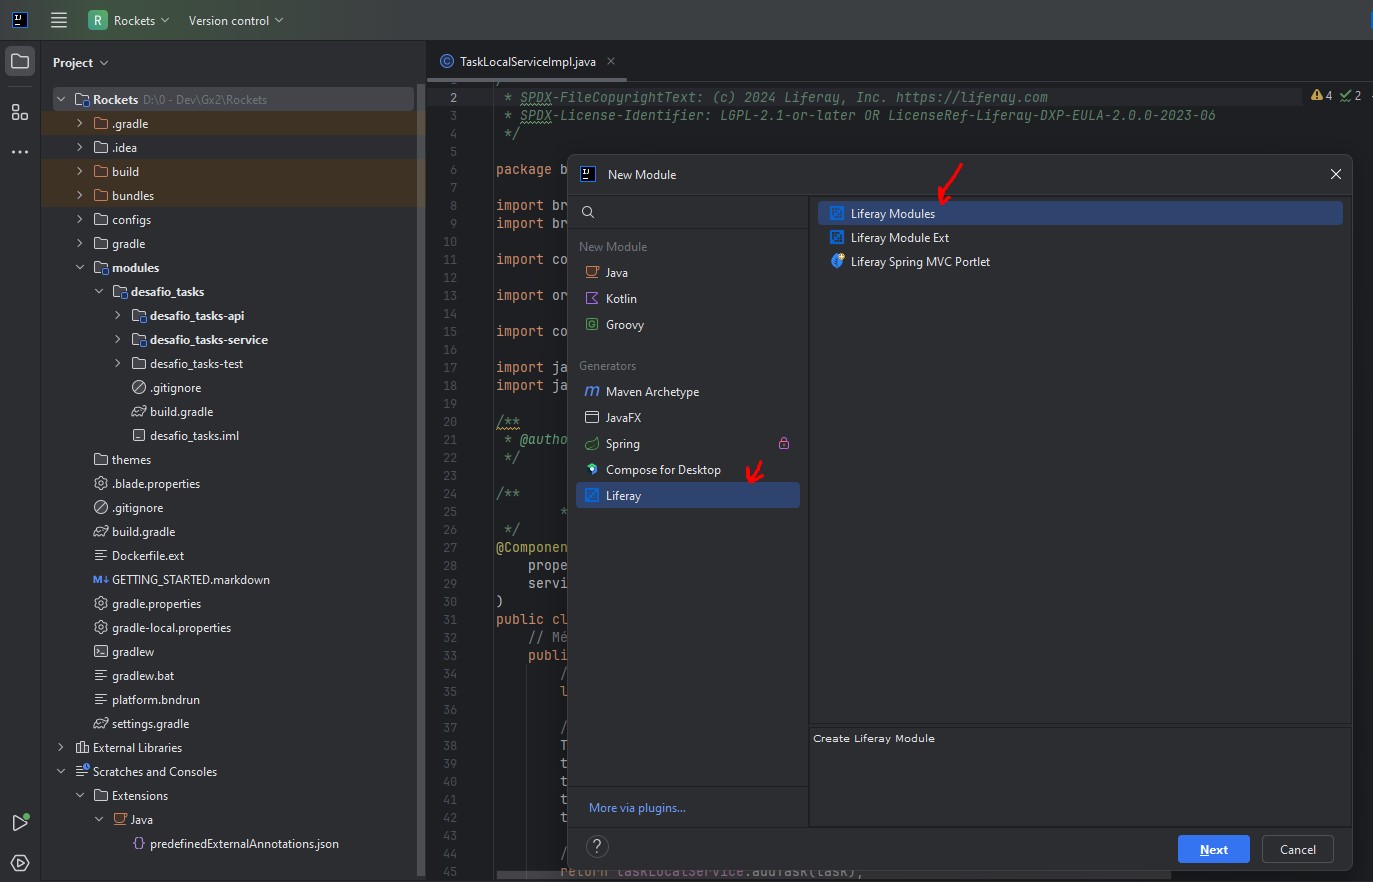 IJ
R Rockets
Version control
Project
Rockets D:\0 - Dev\Gx2\Rockets
.gradle
.idea
build
bundles
configs
gradle
modules
desafio_tasks
desafio_tasks-api
desafio_tasks-service
desafio_tasks-test
.gitignore
build.gradle
desafio_tasks.iml
themes
.blade.properties
.gitignore
build.gradle
Dockerfile.ext
M↓ GETTING_STARTED.markdown
gradle.properties
gradle-local.properties
gradlew
gradlew.bat
platform.bndrun
settings.gradle
External Libraries
Scratches and Consoles
Extensions
Java
{} predefinedExternalAnnotations.json
C TaskLocalServiceImpl.java
4 2
2 * SPDX-FileCopyrightText: (c) 2024 Liferay, Inc. https://liferay.com
3 * SPDX-License-Identifier: LGPL-2.1-or-later OR LicenseRef-Liferay-DXP-EULA-2.0.0-2023-06
4 */
5
6 package b
7
8 import br
9 import br
10
11 import co
12
13 import or
14
15 import co
16
17 import ja
18 import ja
19
20 /**
21 * @autho
22 */
23
24 /**
25 *
26 */
27 @Componen
28 prope
29 servi
30 )
31 public cl
32 // Mé
33 publi
34 /
35 l
36
37 /
38 T
39 t
40 t
41 t
42 t
43
44 /
45 return taskLocalService.addTask(task);
IJ New Module
New Module
Java
Kotlin
G Groovy
Generators
m Maven Archetype
JavaFX
Spring
Compose for Desktop
Liferay
More via plugins...
Liferay Modules
Liferay Module Ext
Liferay Spring MVC Portlet
Create Liferay Module
?
Next
Cancel